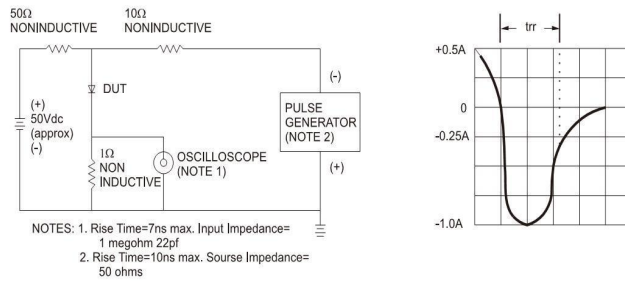 50Ω
NONINDUCTIVE
10Ω
NONINDUCTIVE
DUT
(+)
50Vdc
(approx)
(-)
1Ω
NON
INDUCTIVE
OSCILLOSCOPE
(NOTE 1)
(-)
PULSE
GENERATOR
(NOTE 2)
(+)
NOTES: 1. Rise Time=7ns max. Input Impedance=
1 megohm 22pf
2. Rise Time=10ns max. Sourse Impedance=
50 ohms
trr
+0.5A
0
-0.25A
-1.0A